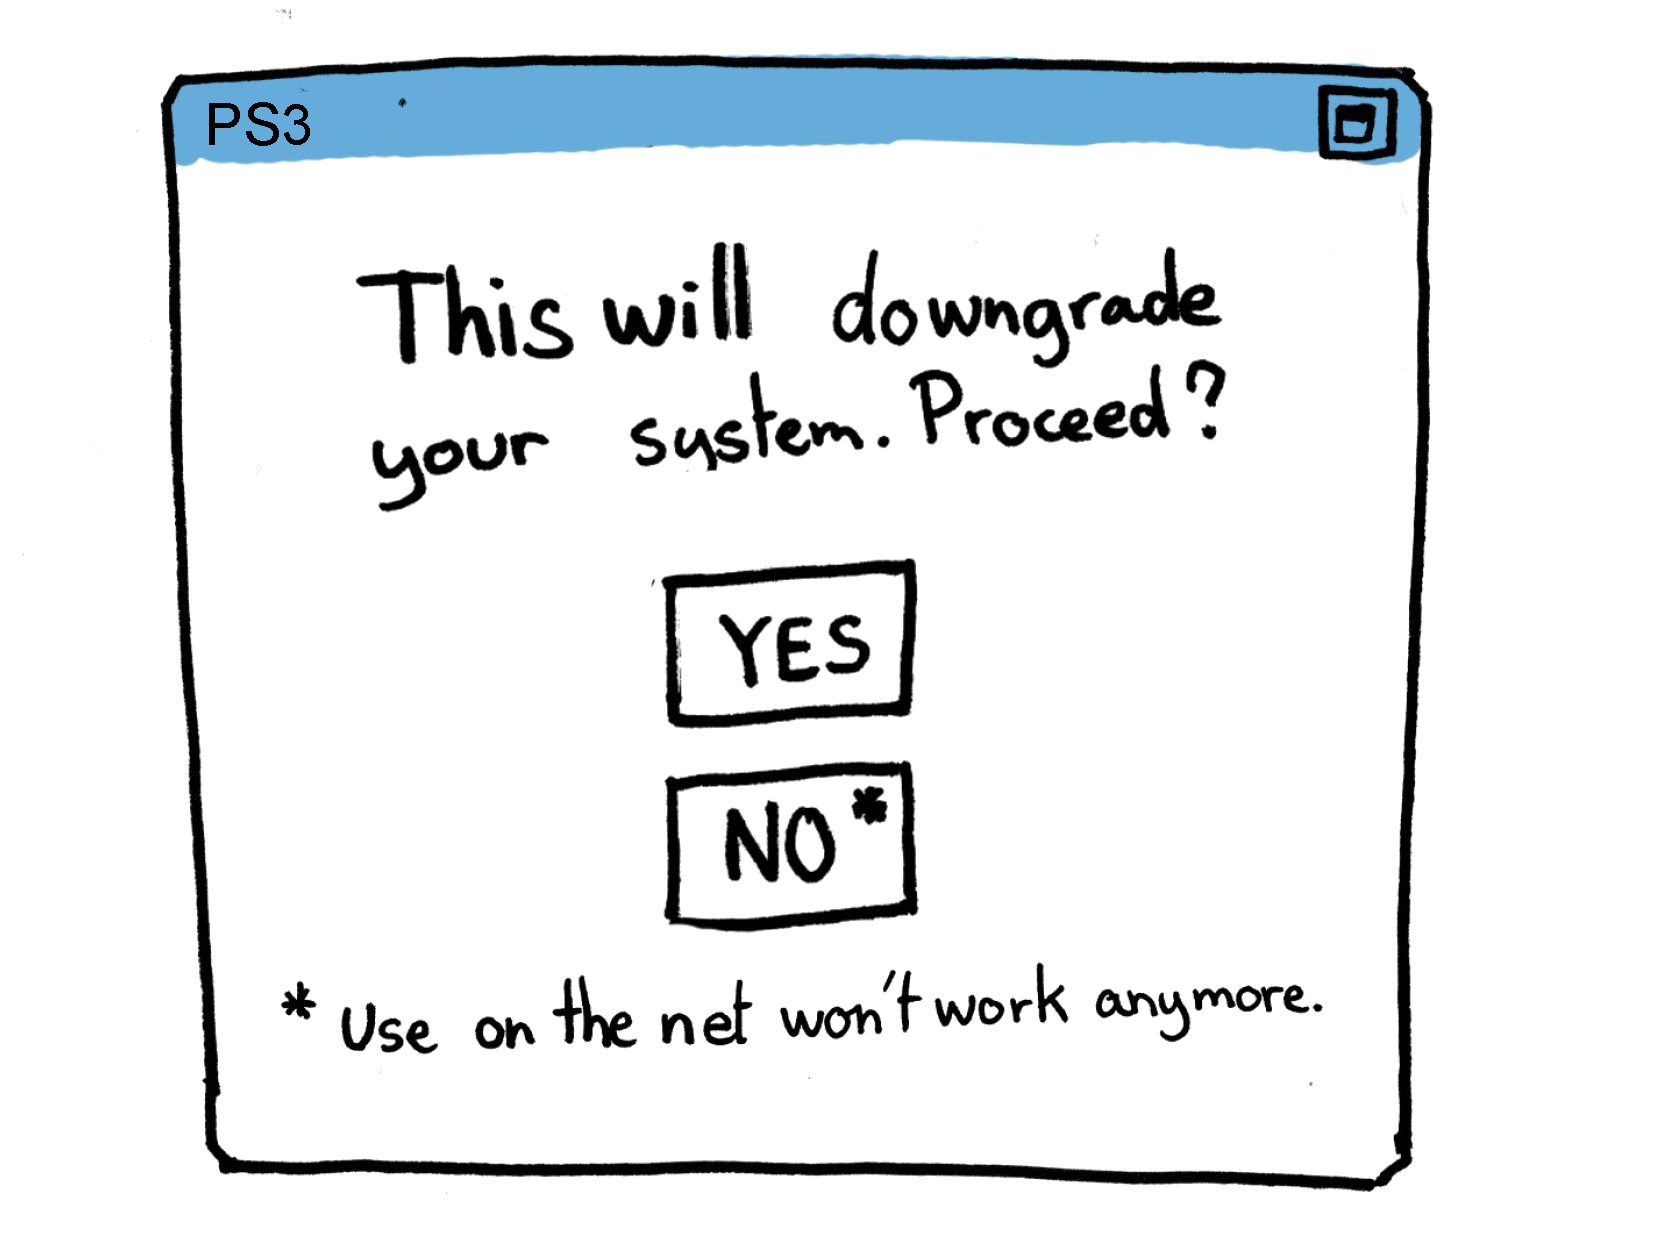 PS3
This will downgrade
your system. Proceed?
YES
NO*
* Use on the net won't work anymore.